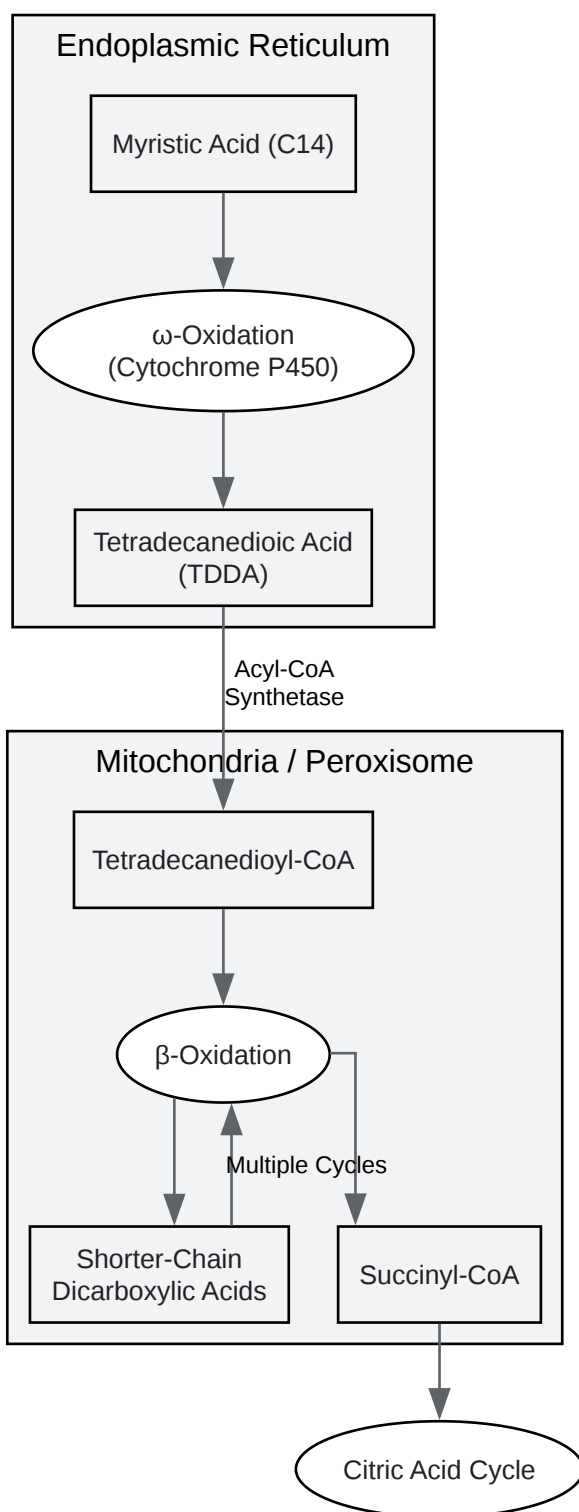 Endoplasmic Reticulum
Myristic Acid (C14)
ω-Oxidation
(Cytochrome P450)
Tetradecanedioic Acid
(TDDA)
Acyl-CoA
Synthetase
Mitochondria / Peroxisome
Tetradecanedioyl-CoA
β-Oxidation
Multiple Cycles
Shorter-Chain
Dicarboxylic Acids
Succinyl-CoA
Citric Acid Cycle